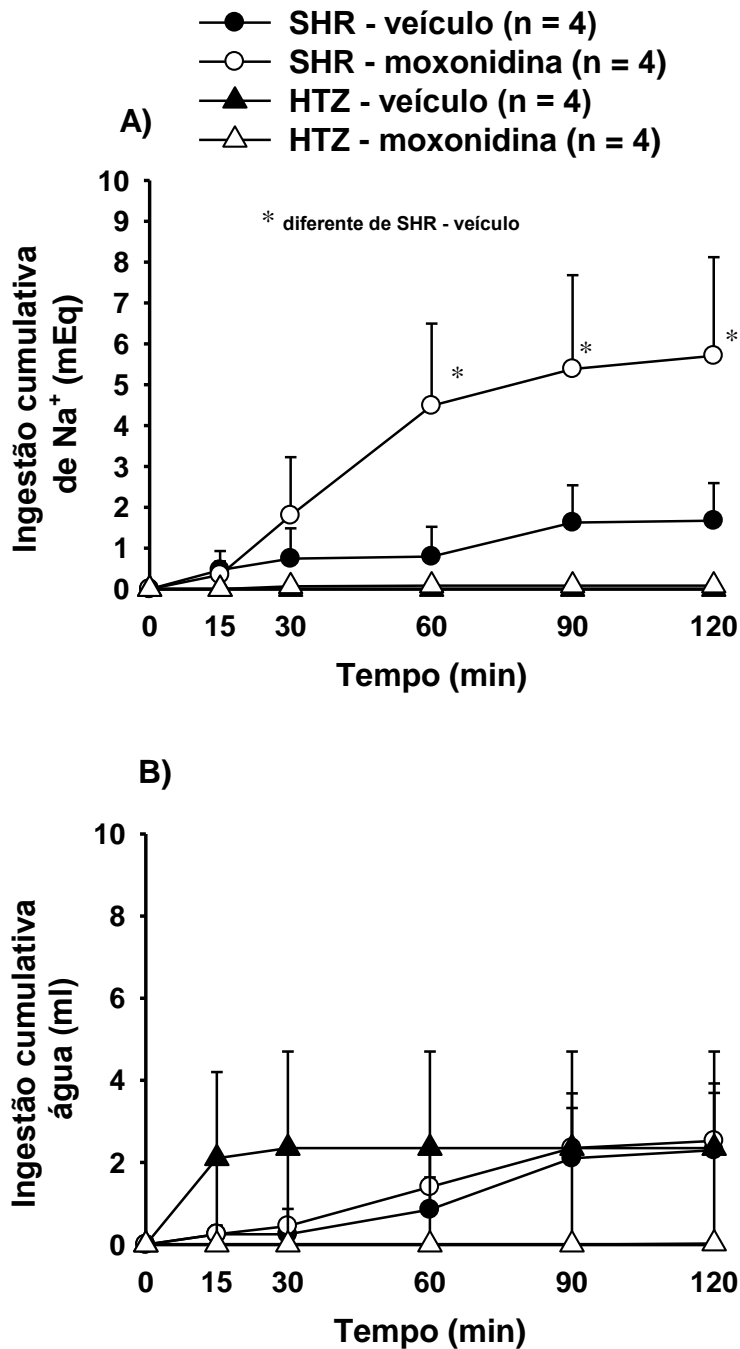 SHR - veículo (n = 4)
SHR - moxonidina (n = 4)
HTZ - veículo (n = 4)
HTZ - moxonidina (n = 4)
A)
10
9
8
7
6
5
4
3
2
1
0
* diferente de SHR - veículo
*
*
*
Ingestão cumulativa
de Na⁺ (mEq)
0 15 30 60 90 120
Tempo (min)
B)
10
8
6
4
2
0
Ingestão cumulativa
água (ml)
0 15 30 60 90 120
Tempo (min)